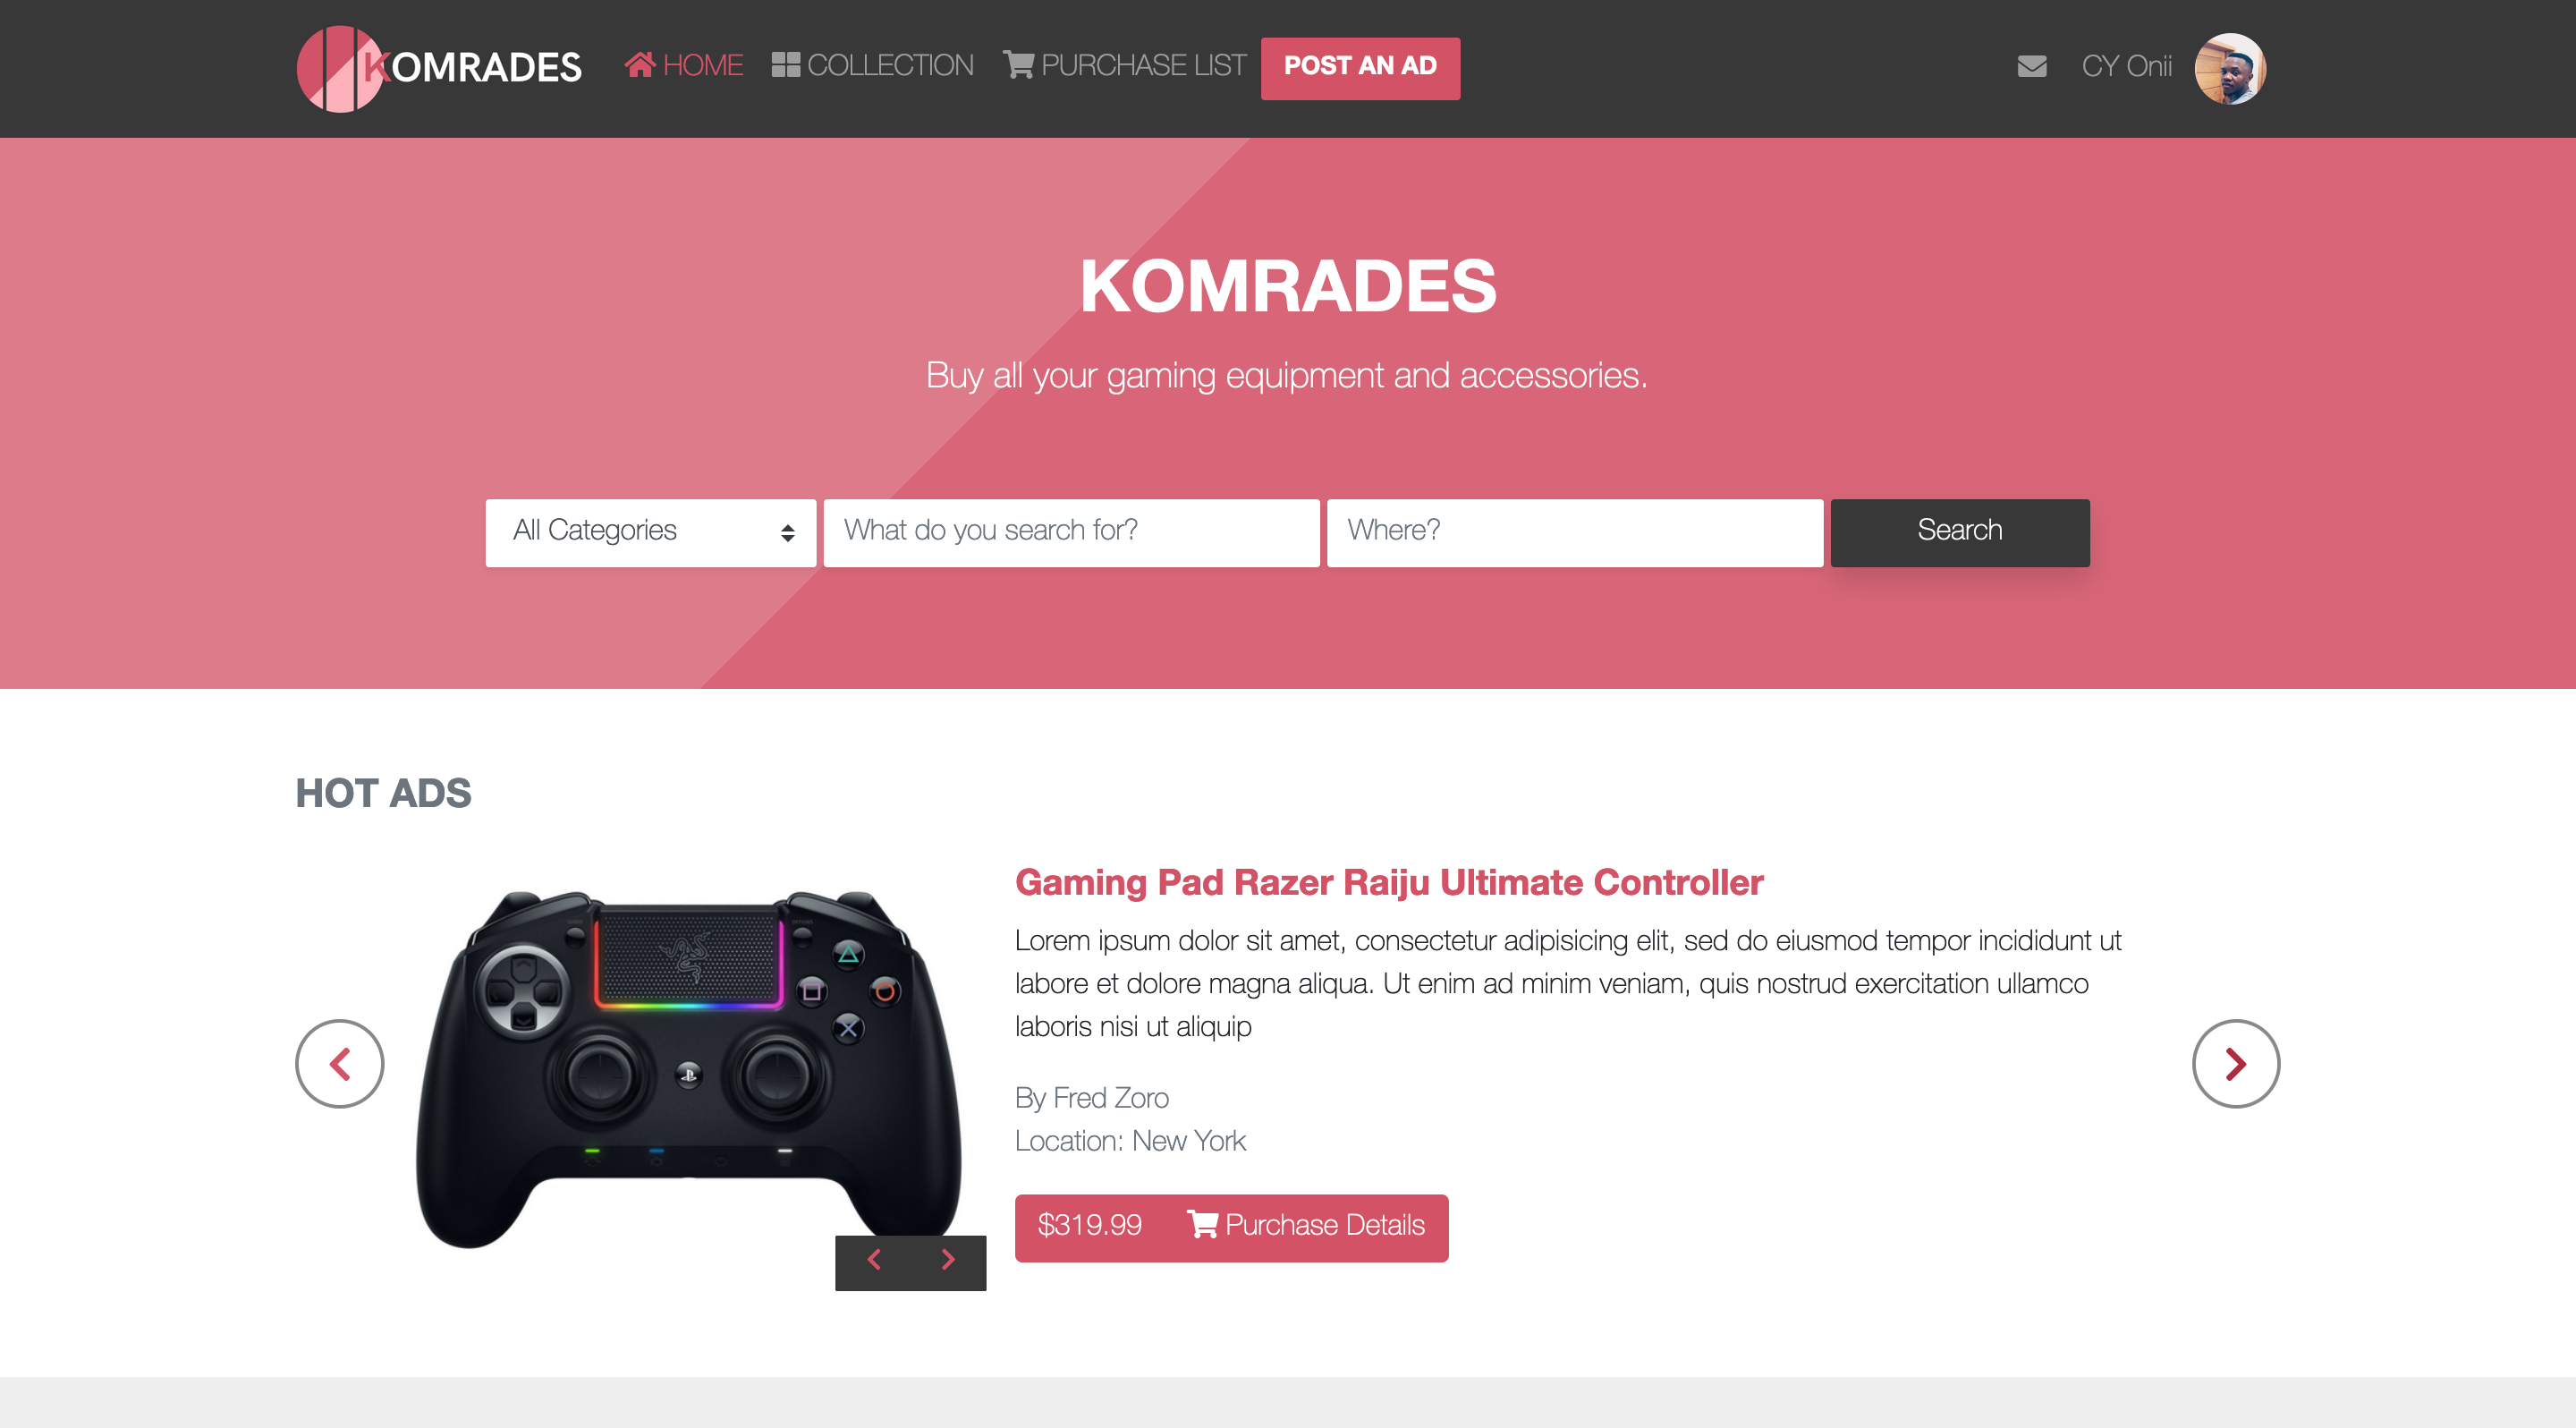 KOMRADES
HOME
COLLECTION
PURCHASE LIST
POST AN AD
CY Onii
KOMRADES
Buy all your gaming equipment and accessories.
All Categories
What do you search for?
Where?
Search
HOT ADS
Gaming Pad Razer Raiju Ultimate Controller
Lorem ipsum dolor sit amet, consectetur adipisicing elit, sed do eiusmod tempor incididunt ut
labore et dolore magna aliqua. Ut enim ad minim veniam, quis nostrud exercitation ullamco
laboris nisi ut aliquip
By Fred Zoro
Location: New York
$319.99
Purchase Details